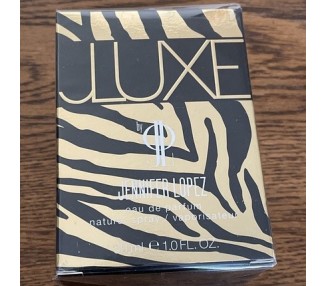 JLUXE
by
JENNIFER LOPEZ
eau de parfum
natural spray / vaporisateur
℮ 1.0 FL. OZ.